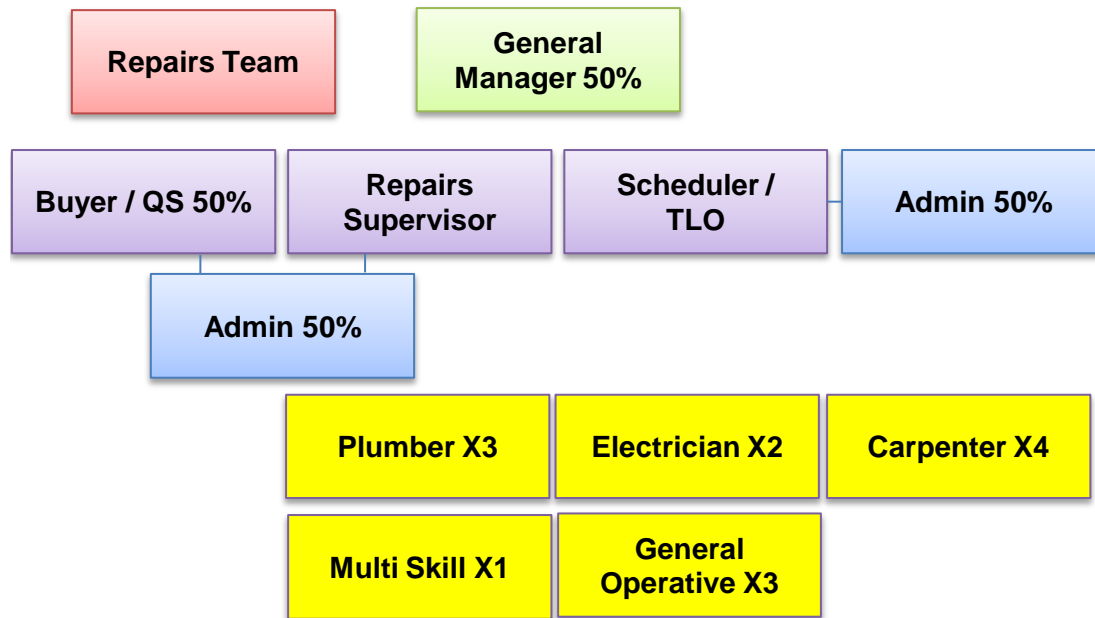 Repairs Team
General
Manager 50%
Buyer / QS 50%
Repairs
Supervisor
Scheduler /
TLO
Admin 50%
Admin 50%
Plumber X3
Electrician X2
Carpenter X4
Multi Skill X1
General
Operative X3